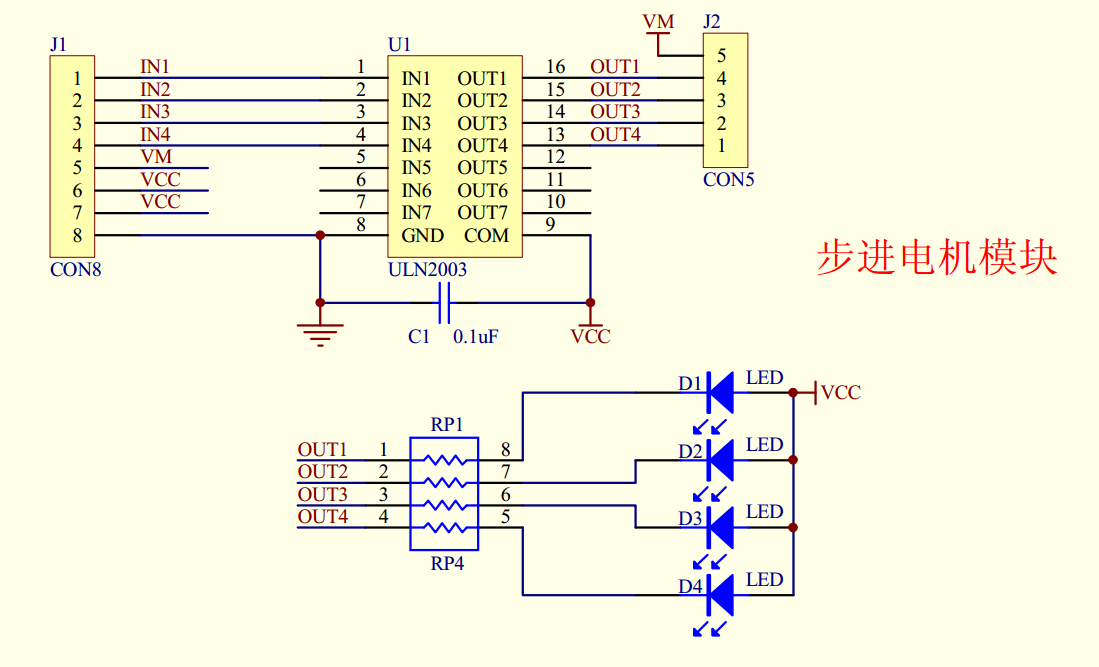 VM J2
J1 U1
1 IN1 1 IN1 OUT1 16 OUT1 5
2 IN2 2 IN2 OUT2 15 OUT2 4
3 IN3 3 IN3 OUT3 14 OUT3 3
4 IN4 4 IN4 OUT4 13 OUT4 2
5 VM 5 IN5 OUT5 12 1
6 VCC 6 IN6 OUT6 11 CON5
7 VCC 7 IN7 OUT7 10
8 8 GND COM 9
CON8 ULN2003
步进电机模块
C1 0.1uF VCC
D1 LED VCC
RP1
OUT1 1 8 D2 LED
OUT2 2 7
OUT3 3 6
OUT4 4 5 D3 LED
RP4
D4 LED